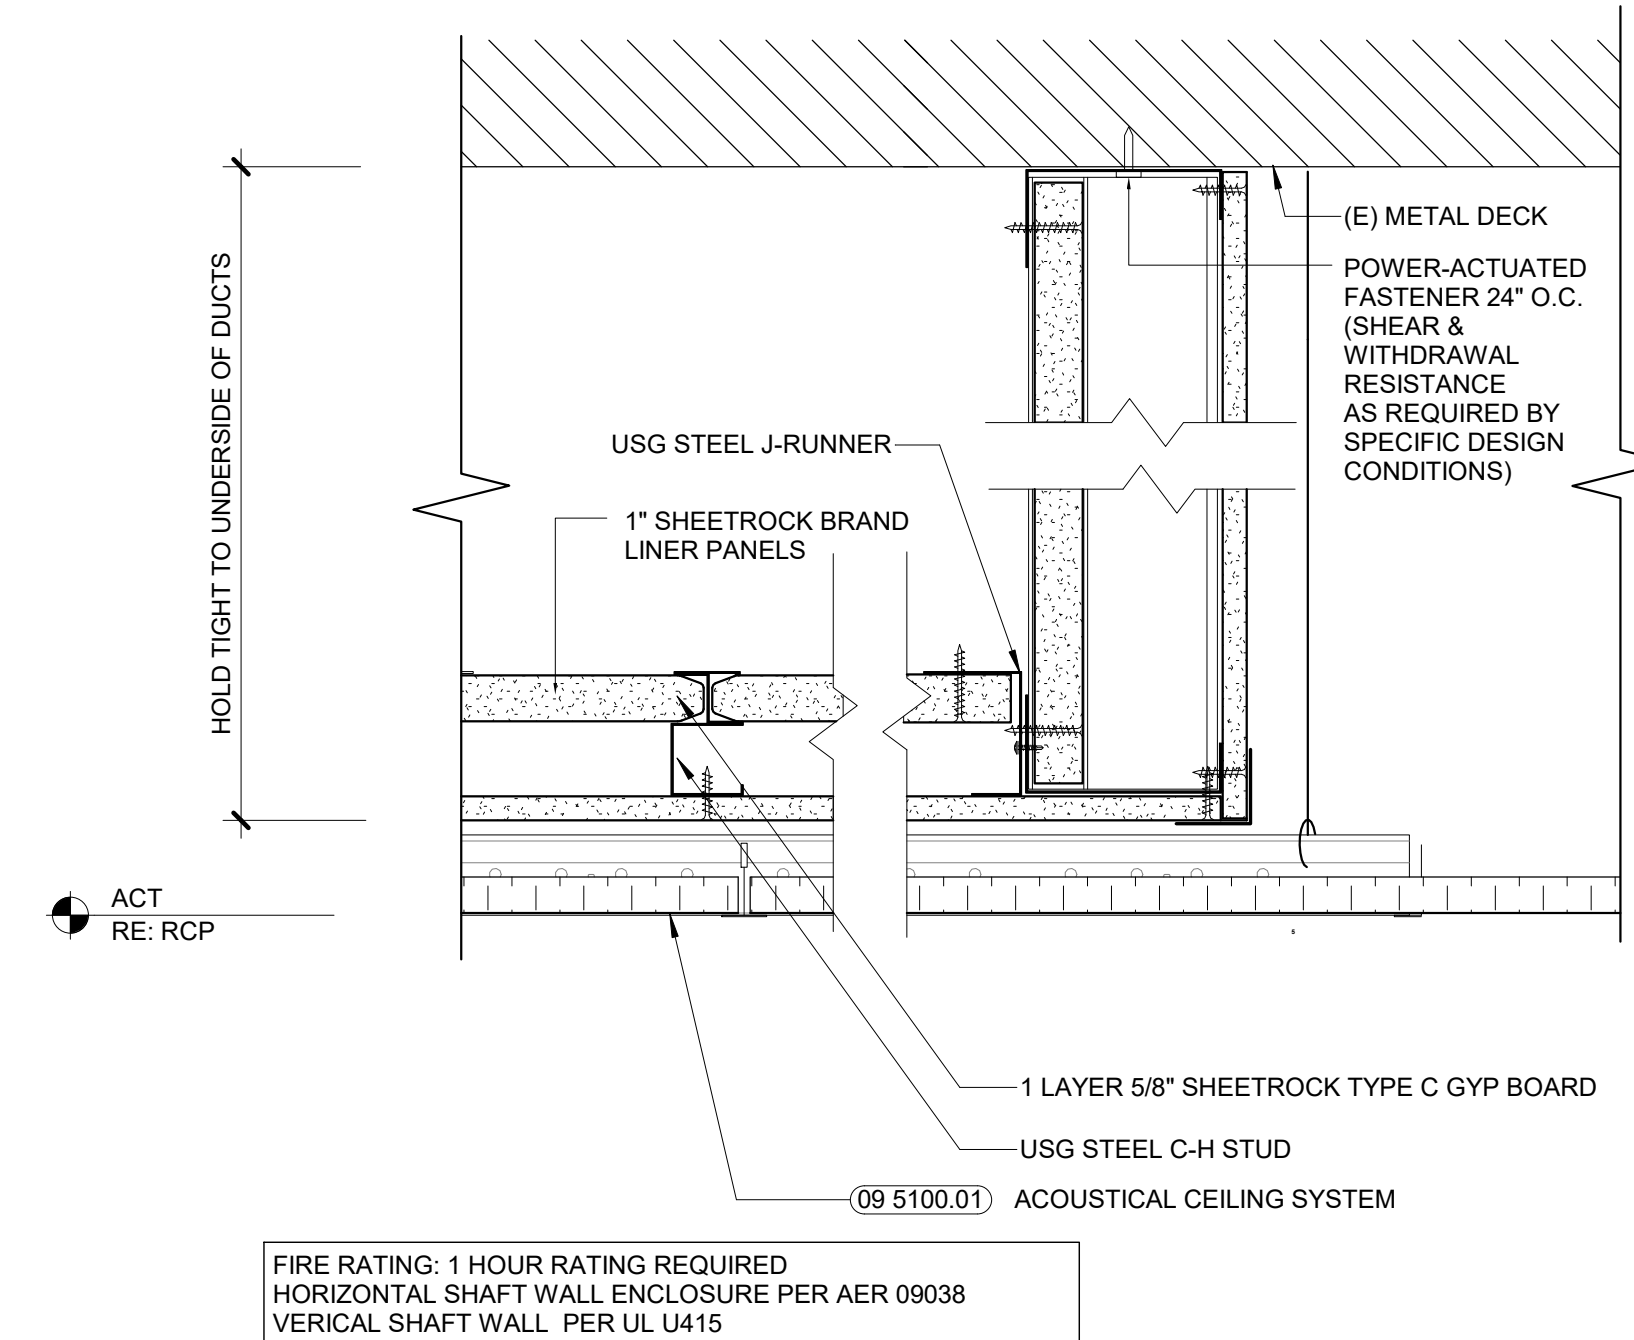 (E) METAL DECK
POWER-ACTUATED
FASTENER 24" O.C.
(SHEAR &
WITHDRAWAL
RESISTANCE
AS REQUIRED BY
SPECIFIC DESIGN
CONDITIONS)
HOLD TIGHT TO UNDERSIDE OF DUCTS
USG STEEL J-RUNNER
1" SHEETROCK BRAND
LINER PANELS
ACT
RE: RCP
5
1 LAYER 5/8" SHEETROCK TYPE C GYP BOARD
USG STEEL C-H STUD
09 5100.01 ACOUSTICAL CEILING SYSTEM
FIRE RATING: 1 HOUR RATING REQUIRED
HORIZONTAL SHAFT WALL ENCLOSURE PER AER 09038
VERICAL SHAFT WALL PER UL U415